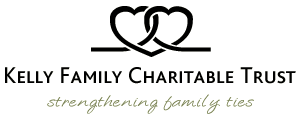 KELLY FAMILY CHARITABLE TRUST
strengthening family ties